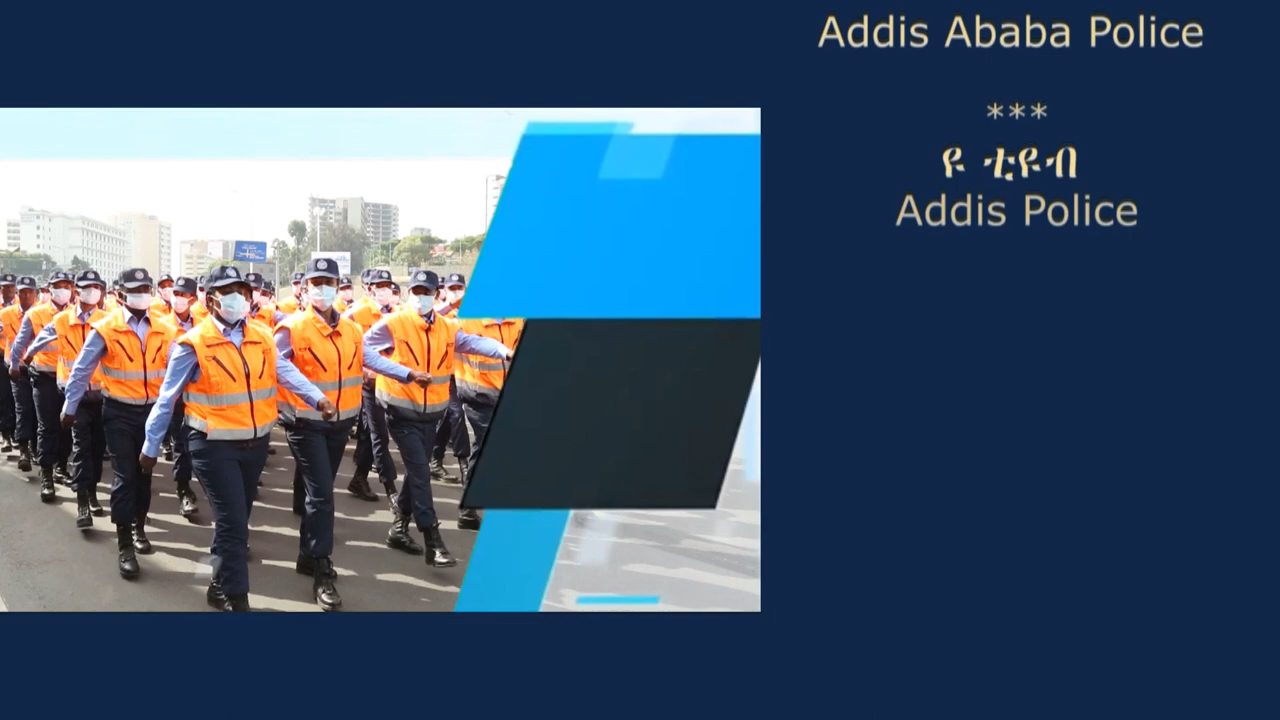 Addis Ababa Police
***
ዩ ቲዩብ
Addis Police